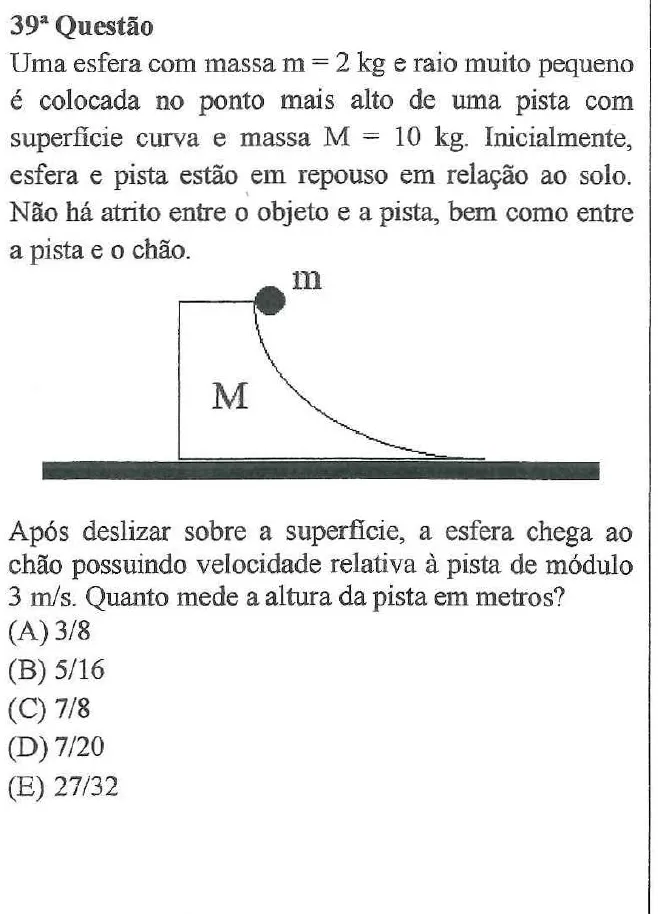 39ª Questão
Uma esfera com massa m = 2 kg e raio muito pequeno
é colocada no ponto mais alto de uma pista com
superfície curva e massa M = 10 kg. Inicialmente,
esfera e pista estão em repouso em relação ao solo.
Não há atrito entre o objeto e a pista, bem como entre
a pista e o chão.
m
M
Após deslizar sobre a superfície, a esfera chega ao
chão possuindo velocidade relativa à pista de módulo
3 m/s. Quanto mede a altura da pista em metros?
(A) 3/8
(B) 5/16
(C) 7/8
(D) 7/20
(E) 27/32